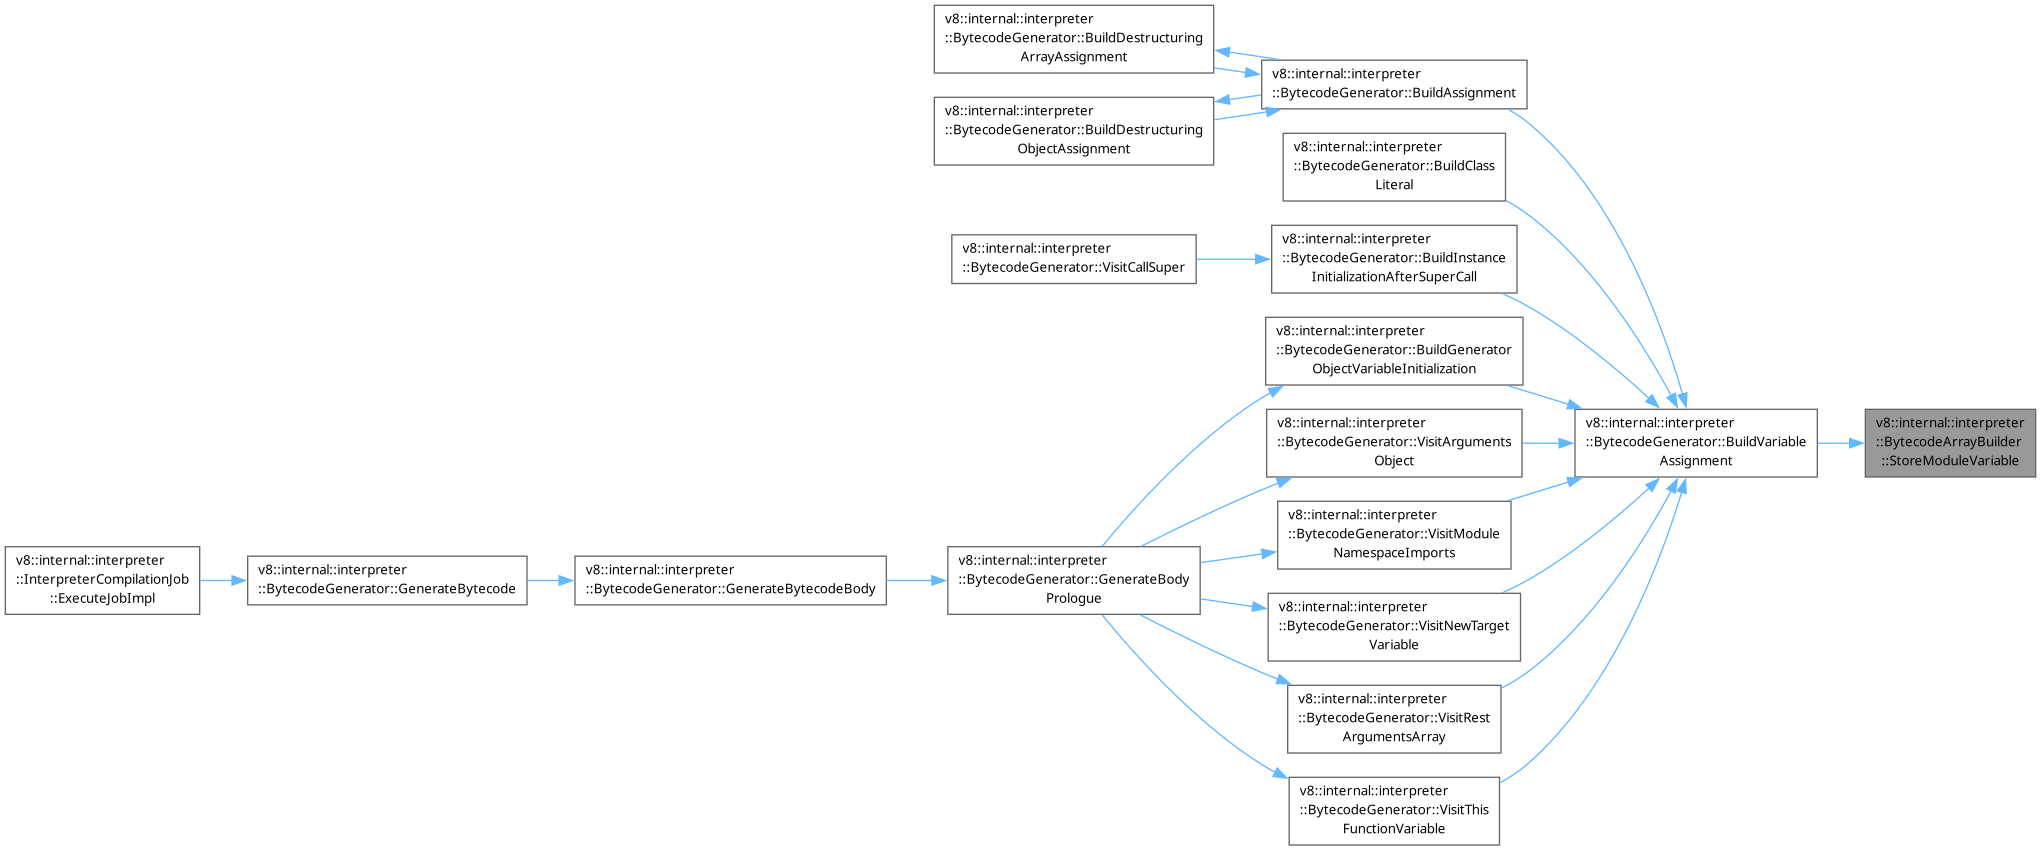 v8::internal::interpreter
::BytecodeGenerator::BuildDestructuring
ArrayAssignment
v8::internal::interpreter
::BytecodeGenerator::BuildAssignment
v8::internal::interpreter
::BytecodeGenerator::BuildDestructuring
ObjectAssignment
v8::internal::interpreter
::BytecodeGenerator::BuildClass
Literal
v8::internal::interpreter
::BytecodeGenerator::VisitCallSuper
v8::internal::interpreter
::BytecodeGenerator::BuildInstance
InitializationAfterSuperCall
v8::internal::interpreter
::BytecodeGenerator::BuildGenerator
ObjectVariableInitialization
v8::internal::interpreter
::BytecodeGenerator::VisitArguments
Object
v8::internal::interpreter
::BytecodeGenerator::BuildVariable
Assignment
v8::internal::interpreter
::BytecodeArrayBuilder
::StoreModuleVariable
v8::internal::interpreter
::BytecodeGenerator::VisitModule
NamespaceImports
v8::internal::interpreter
::InterpreterCompilationJob
::ExecuteJobImpl
v8::internal::interpreter
::BytecodeGenerator::GenerateBytecode
v8::internal::interpreter
::BytecodeGenerator::GenerateBytecodeBody
v8::internal::interpreter
::BytecodeGenerator::GenerateBody
Prologue
v8::internal::interpreter
::BytecodeGenerator::VisitNewTarget
Variable
v8::internal::interpreter
::BytecodeGenerator::VisitRest
ArgumentsArray
v8::internal::interpreter
::BytecodeGenerator::VisitThis
FunctionVariable